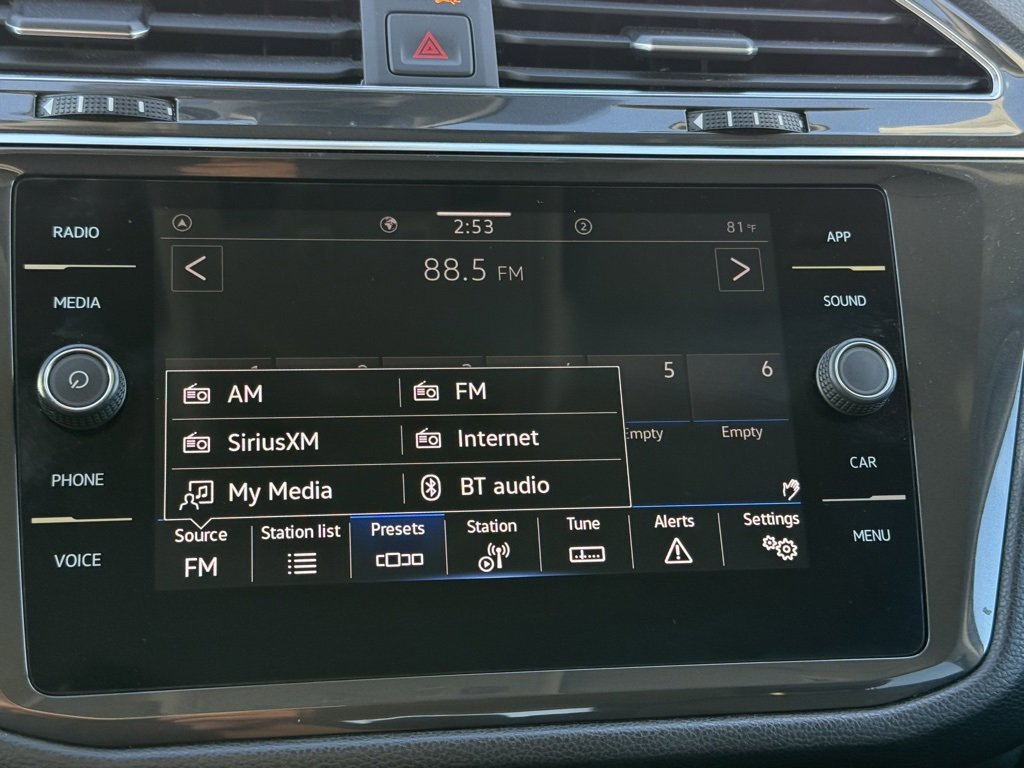 RADIO
MEDIA
PHONE
VOICE
2:53
2
81°F
88.5 FM
<
>
5
6
Empty
AM
FM
SiriusXM
Internet
My Media
BT audio
Source
FM
Station list
Presets
Station
Tune
Alerts
Settings
APP
SOUND
CAR
MENU